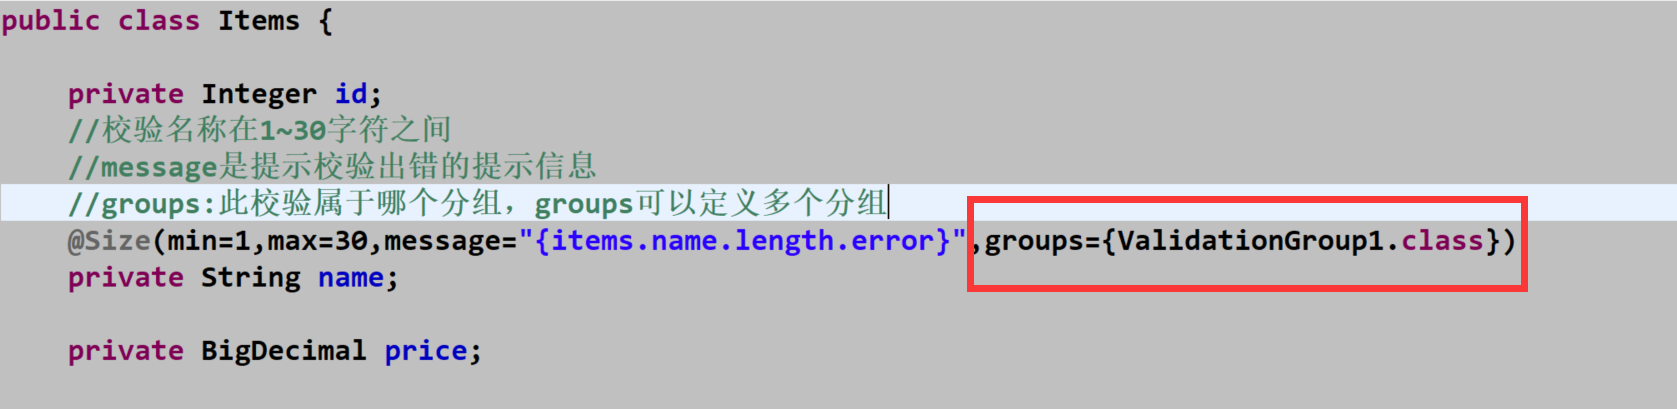 public class Items {
private Integer id;
//校验名称在1~30字符之间
//message是提示校验出错的提示信息
//groups:此校验属于哪个分组，groups可以定义多个分组
@Size(min=1,max=30,message="{items.name.length.error}",groups={ValidationGroup1.class})
private String name;
private BigDecimal price;